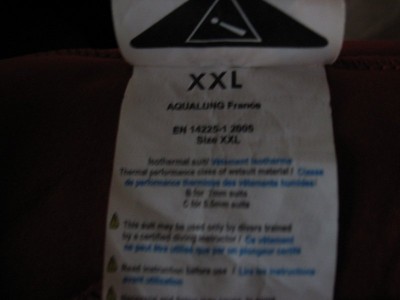 XXL
AQUALUNG France
EN 14225-1 2005
Size XXL
Isothermal suit/ Vêtement isotherme
Thermal performance sizes of wetsuit material / Classe
de performance thermique des vêtements humides/
B for 7mm suits
C for 5.5mm suits
This suit may be used only by divers trained
by a certified diving instructor / Ce vêtement
ne peut être utilisé que par un plongeur certifié
Read instruction before use / Lire les instructions
avant utilisation